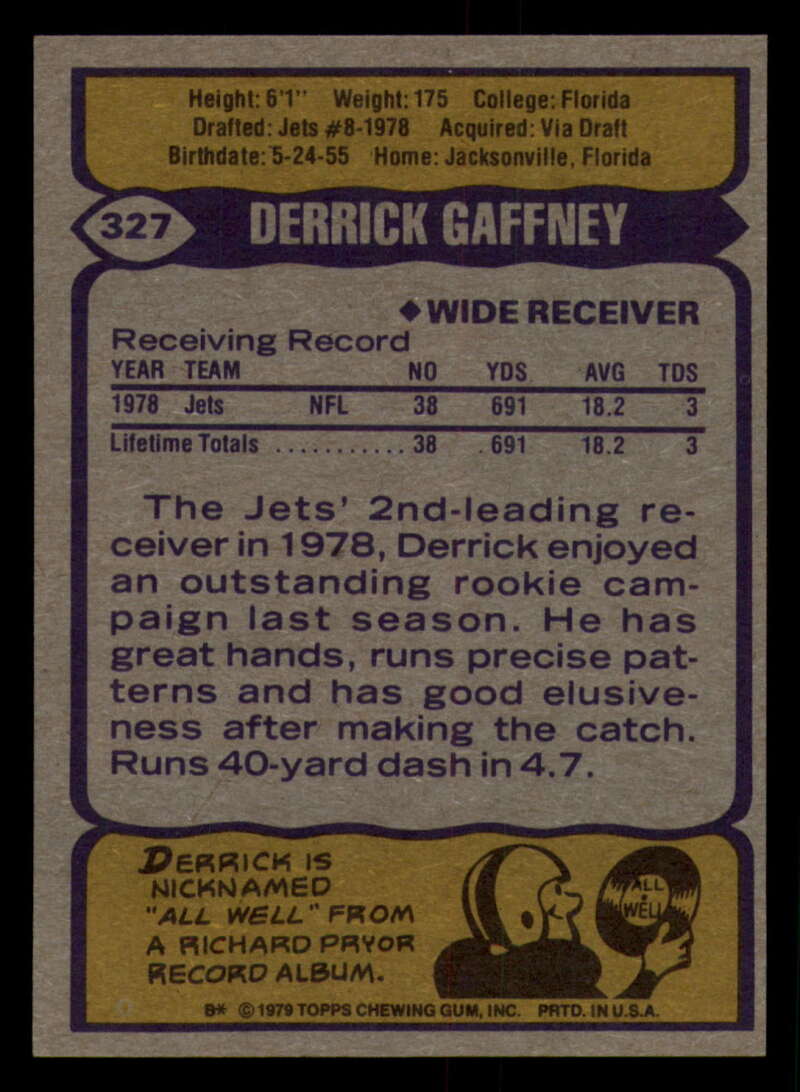 Height: 6'1" Weight: 175 College: Florida
Drafted: Jets #8-1978 Acquired: Via Draft
Birthdate: 5-24-55 Home: Jacksonville, Florida
327 DERRICK GAFFNEY
◆WIDE RECEIVER
Receiving Record
YEAR TEAM NO YDS AVG TDS
1978 Jets NFL 38 691 18.2 3
Lifetime Totals ........... 38 691 18.2 3
The Jets' 2nd-leading re-
ceiver in 1978, Derrick enjoyed
an outstanding rookie cam-
paign last season. He has
great hands, runs precise pat-
terns and has good elusive-
ness after making the catch.
Runs 40-yard dash in 4.7.
DERRICK IS
NICKNAMED
"ALL WELL" FROM
A RICHARD PRYOR
RECORD ALBUM.
ALL
WELL
B* © 1979 TOPPS CHEWING GUM, INC. PRTD. IN U.S.A.